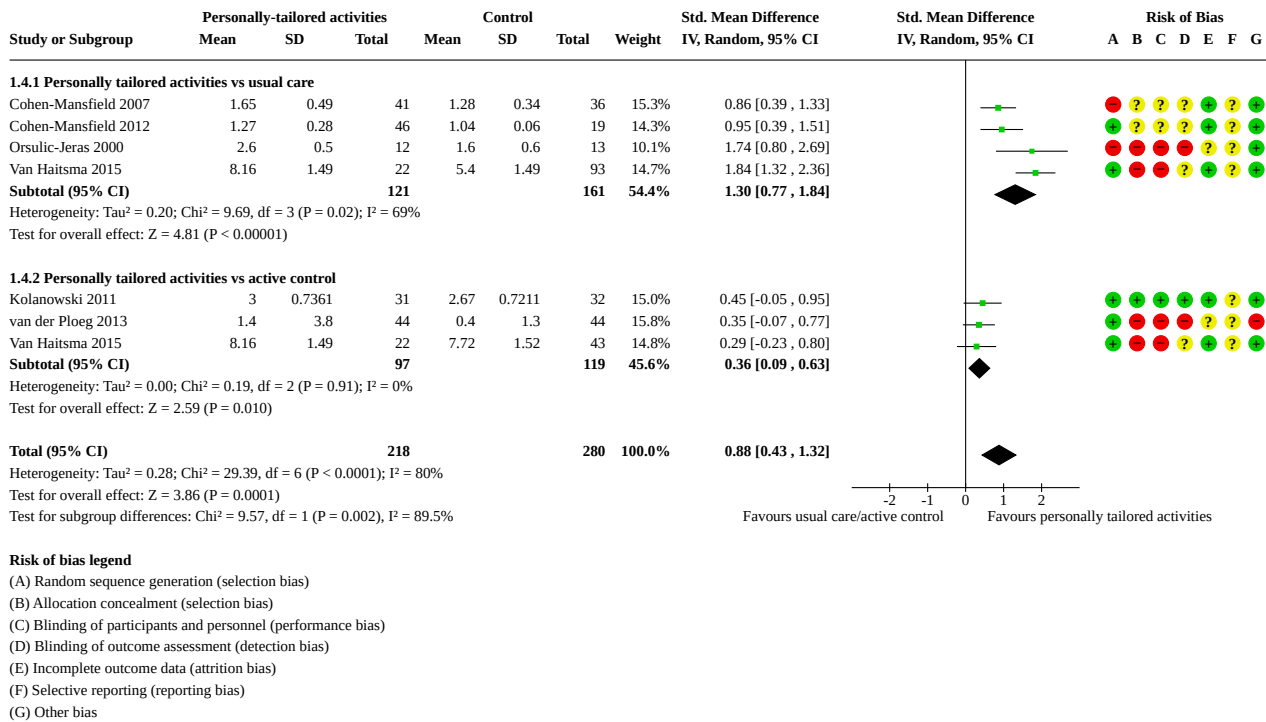 Personally-tailored activities Control Std. Mean Difference Std. Mean Difference Risk of Bias
Study or Subgroup Mean SD Total Mean SD Total Weight IV, Random, 95% CI IV, Random, 95% CI A B C D E F G
1.4.1 Personally tailored activities vs usual care
Cohen-Mansfield 2007 1.65 0.49 41 1.28 0.34 36 15.3% 0.86 [0.39 , 1.33] - ? ? ? + ? +
Cohen-Mansfield 2012 1.27 0.28 46 1.04 0.06 19 14.3% 0.95 [0.39 , 1.51] + ? ? ? + ? +
Orsulic-Jeras 2000 2.6 0.5 12 1.6 0.6 13 10.1% 1.74 [0.80 , 2.69] - - - - ? ? +
Van Haitsma 2015 8.16 1.49 22 5.4 1.49 93 14.7% 1.84 [1.32 , 2.36] + - - ? + ? +
Subtotal (95% CI) 121 161 54.4% 1.30 [0.77 , 1.84]
Heterogeneity: Tau² = 0.20; Chi² = 9.69, df = 3 (P = 0.02); I² = 69%
Test for overall effect: Z = 4.81 (P < 0.00001)
1.4.2 Personally tailored activities vs active control
Kolanowski 2011 3 0.7361 31 2.67 0.7211 32 15.0% 0.45 [-0.05 , 0.95] + + + + + ? +
van der Ploeg 2013 1.4 3.8 44 0.4 1.3 44 15.8% 0.35 [-0.07 , 0.77] + - - - ? ? -
Van Haitsma 2015 8.16 1.49 22 7.72 1.52 43 14.8% 0.29 [-0.23 , 0.80] + - - ? + ? +
Subtotal (95% CI) 97 119 45.6% 0.36 [0.09 , 0.63]
Heterogeneity: Tau² = 0.00; Chi² = 0.19, df = 2 (P = 0.91); I² = 0%
Test for overall effect: Z = 2.59 (P = 0.010)
Total (95% CI) 218 280 100.0% 0.88 [0.43 , 1.32]
Heterogeneity: Tau² = 0.28; Chi² = 29.39, df = 6 (P < 0.0001); I² = 80%
Test for overall effect: Z = 3.86 (P = 0.0001)
-2 -1 0 1 2
Test for subgroup differences: Chi² = 9.57, df = 1 (P = 0.002), I² = 89.5%
Favours usual care/active control Favours personally tailored activities
Risk of bias legend
(A) Random sequence generation (selection bias)
(B) Allocation concealment (selection bias)
(C) Blinding of participants and personnel (performance bias)
(D) Blinding of outcome assessment (detection bias)
(E) Incomplete outcome data (attrition bias)
(F) Selective reporting (reporting bias)
(G) Other bias